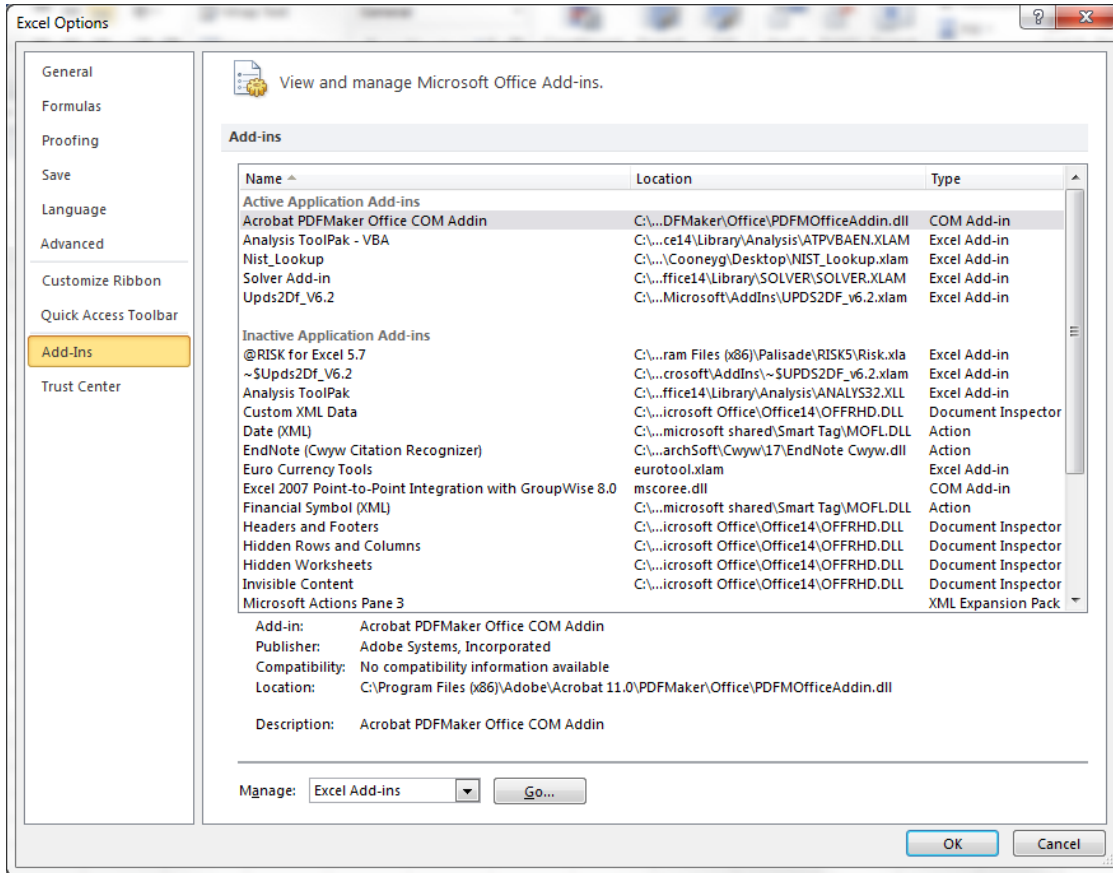 Excel Options
General
Formulas
Proofing
Save
Language
Advanced
Customize Ribbon
Quick Access Toolbar
Add-Ins
Trust Center
View and manage Microsoft Office Add-ins.
Add-ins
Name Location Type
Active Application Add-ins
Acrobat PDFMaker Office COM Addin C:\...DFMaker\Office\PDFMOfficeAddin.dll COM Add-in
Analysis ToolPak - VBA C:\...ce14\Library\Analysis\ATPVBAEN.XLAM Excel Add-in
Nist_Lookup C:\...\Cooneyg\Desktop\NIST_Lookup.xlam Excel Add-in
Solver Add-in C:\...ffice14\Library\SOLVER\SOLVER.XLAM Excel Add-in
Upds2Df_V6.2 C:\...Microsoft\AddIns\UPDS2DF_v6.2.xlam Excel Add-in
Inactive Application Add-ins
@RISK for Excel 5.7 C:\...ram Files (x86)\Palisade\RISK5\Risk.xla Excel Add-in
~$Upds2Df_V6.2 C:\...crosoft\AddIns\~$UPDS2DF_v6.2.xlam Excel Add-in
Analysis ToolPak C:\...ffice14\Library\Analysis\ANALYS32.XLL Excel Add-in
Custom XML Data C:\...icrosoft Office\Office14\OFFRHD.DLL Document Inspector
Date (XML) C:\...microsoft shared\Smart Tag\MOFL.DLL Action
EndNote (Cwyw Citation Recognizer) C:\...archSoft\Cwyw\17\EndNote Cwyw.dll Action
Euro Currency Tools eurotool.xlam Excel Add-in
Excel 2007 Point-to-Point Integration with GroupWise 8.0 mscoree.dll COM Add-in
Financial Symbol (XML) C:\...microsoft shared\Smart Tag\MOFL.DLL Action
Headers and Footers C:\...icrosoft Office\Office14\OFFRHD.DLL Document Inspector
Hidden Rows and Columns C:\...icrosoft Office\Office14\OFFRHD.DLL Document Inspector
Hidden Worksheets C:\...icrosoft Office\Office14\OFFRHD.DLL Document Inspector
Invisible Content C:\...icrosoft Office\Office14\OFFRHD.DLL Document Inspector
Microsoft Actions Pane 3 XML Expansion Pack
Add-in: Acrobat PDFMaker Office COM Addin
Publisher: Adobe Systems, Incorporated
Compatibility: No compatibility information available
Location: C:\Program Files (x86)\Adobe\Acrobat 11.0\PDFMaker\Office\PDFMOfficeAddin.dll
Description: Acrobat PDFMaker Office COM Addin
Manage: Excel Add-ins Go...
OK Cancel